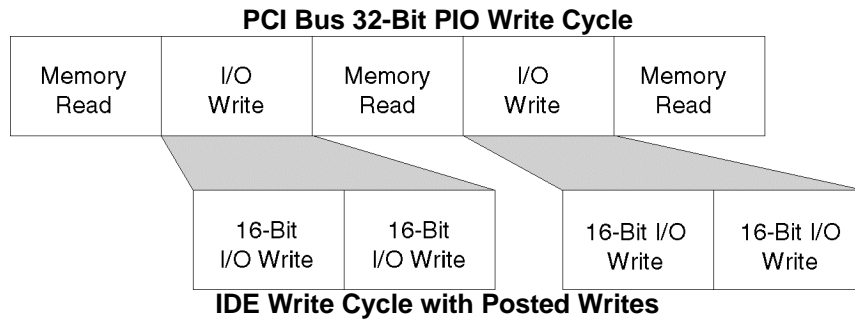 PCI Bus 32-Bit PIO Write Cycle
Memory Read
I/O Write
Memory Read
I/O Write
Memory Read
16-Bit I/O Write
16-Bit I/O Write
16-Bit I/O Write
16-Bit I/O Write
IDE Write Cycle with Posted Writes